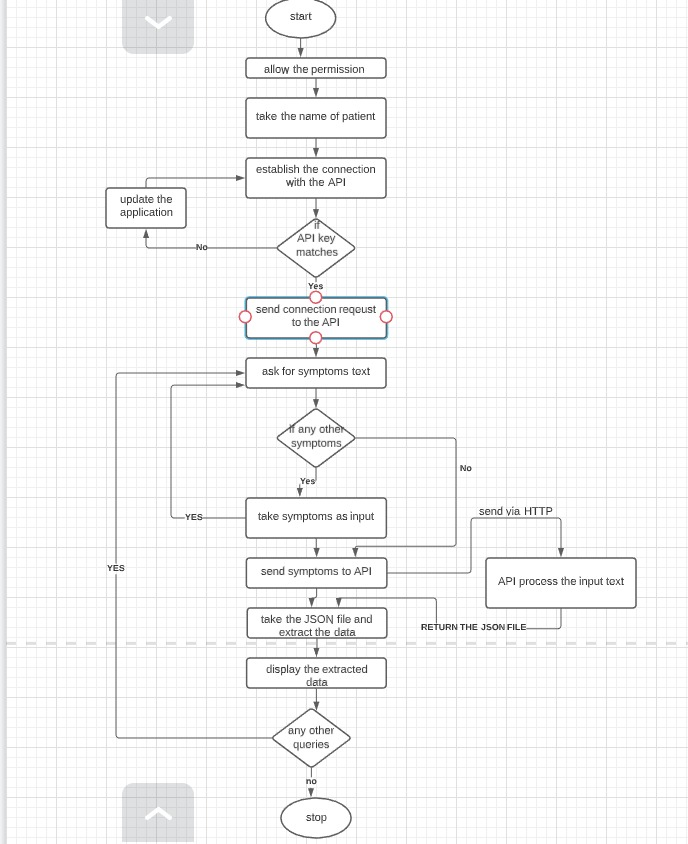 start
allow the permission
take the name of patient
establish the connection
with the API
update the
application
if
API key
matches
No
Yes
send connection reqeust
to the API
ask for symptoms text
if any other
symptoms
No
Yes
send via HTTP
take symptoms as input
YES
YES
send symptoms to API
API process the input text
take the JSON file and
extract the data
RETURN THE JSON FILE
display the extracted
data
any other
queries
no
stop